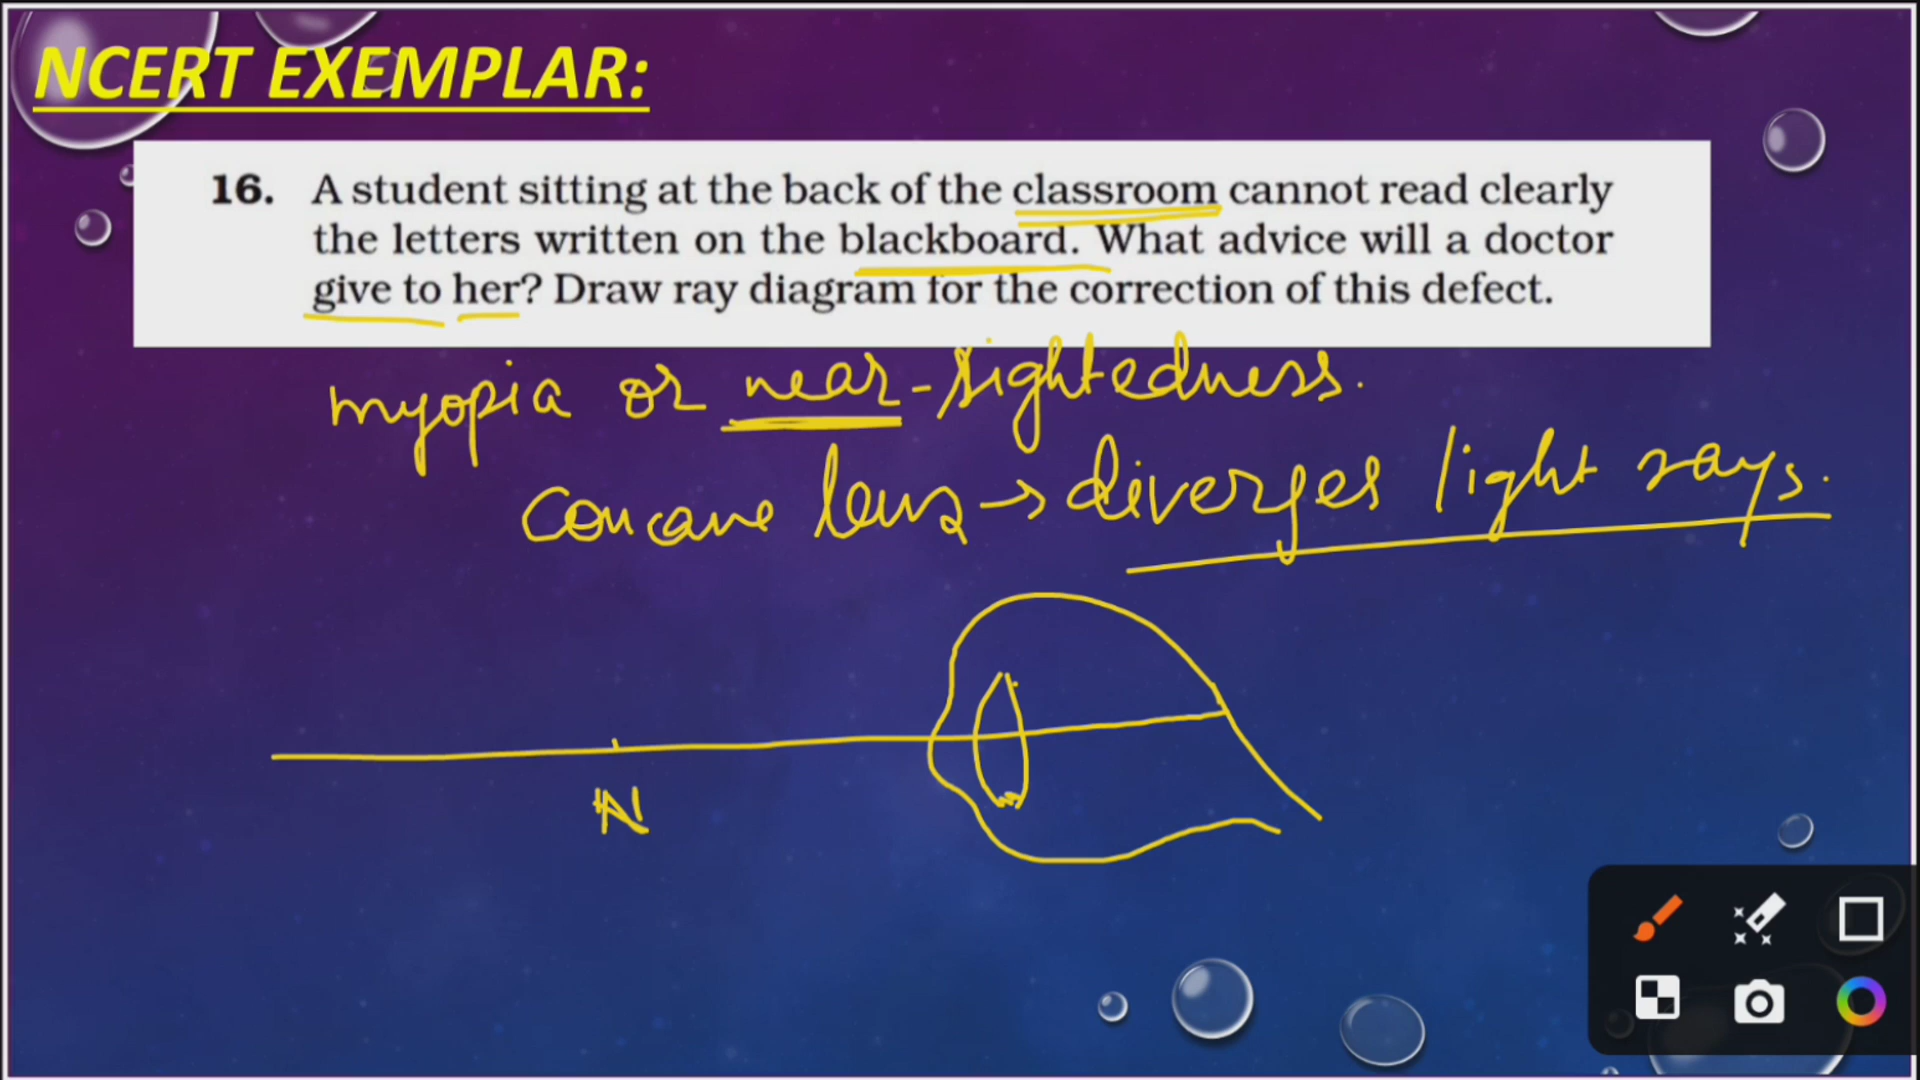 NCERT EXEMPLAR:
16. A student sitting at the back of the classroom cannot read clearly
the letters written on the blackboard. What advice will a doctor
give to her? Draw ray diagram for the correction of this defect.
myopia or near-sightedness.
Concave lens → diverges light rays.
N